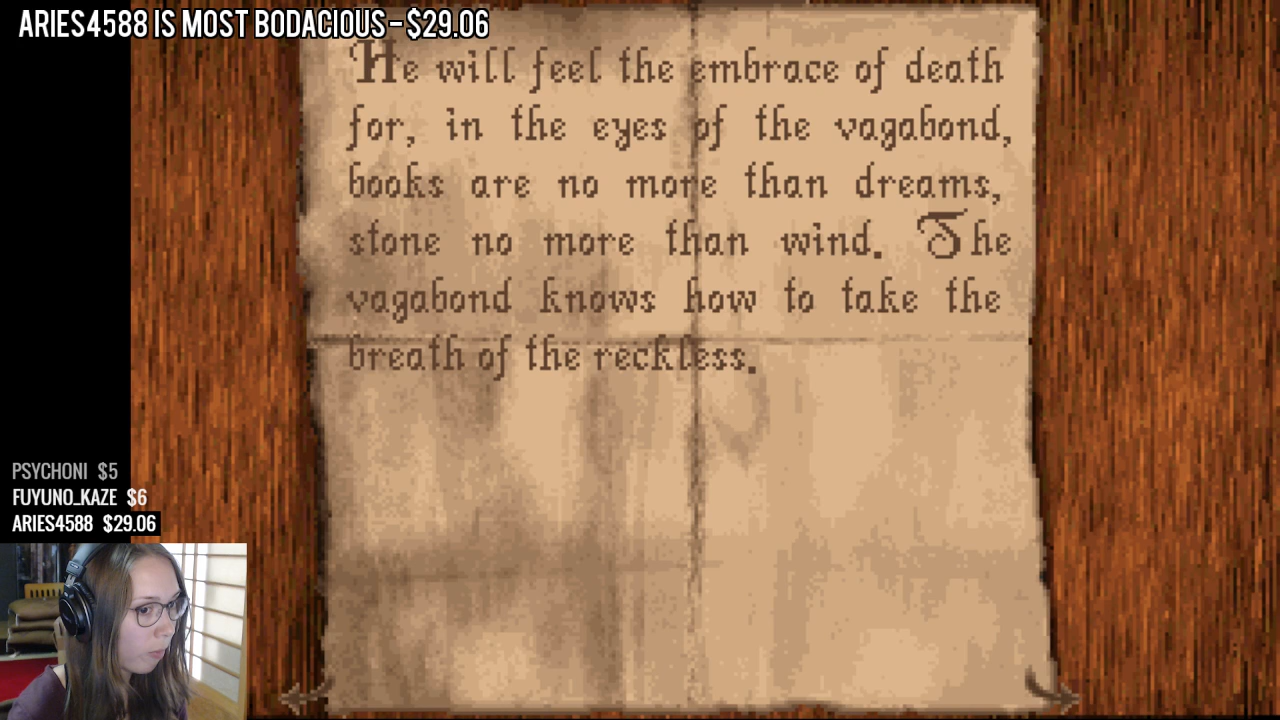 ARIES4588 IS MOST BODACIOUS - $29.06
He will feel the embrace of death
for, in the eyes of the vagabond,
books are no more than dreams,
stone no more than wind. The
vagabond knows how to take the
breath of the reckless.
PSYCHONI $5
FUYUNO_KAZE $6
ARIES4588 $29.06